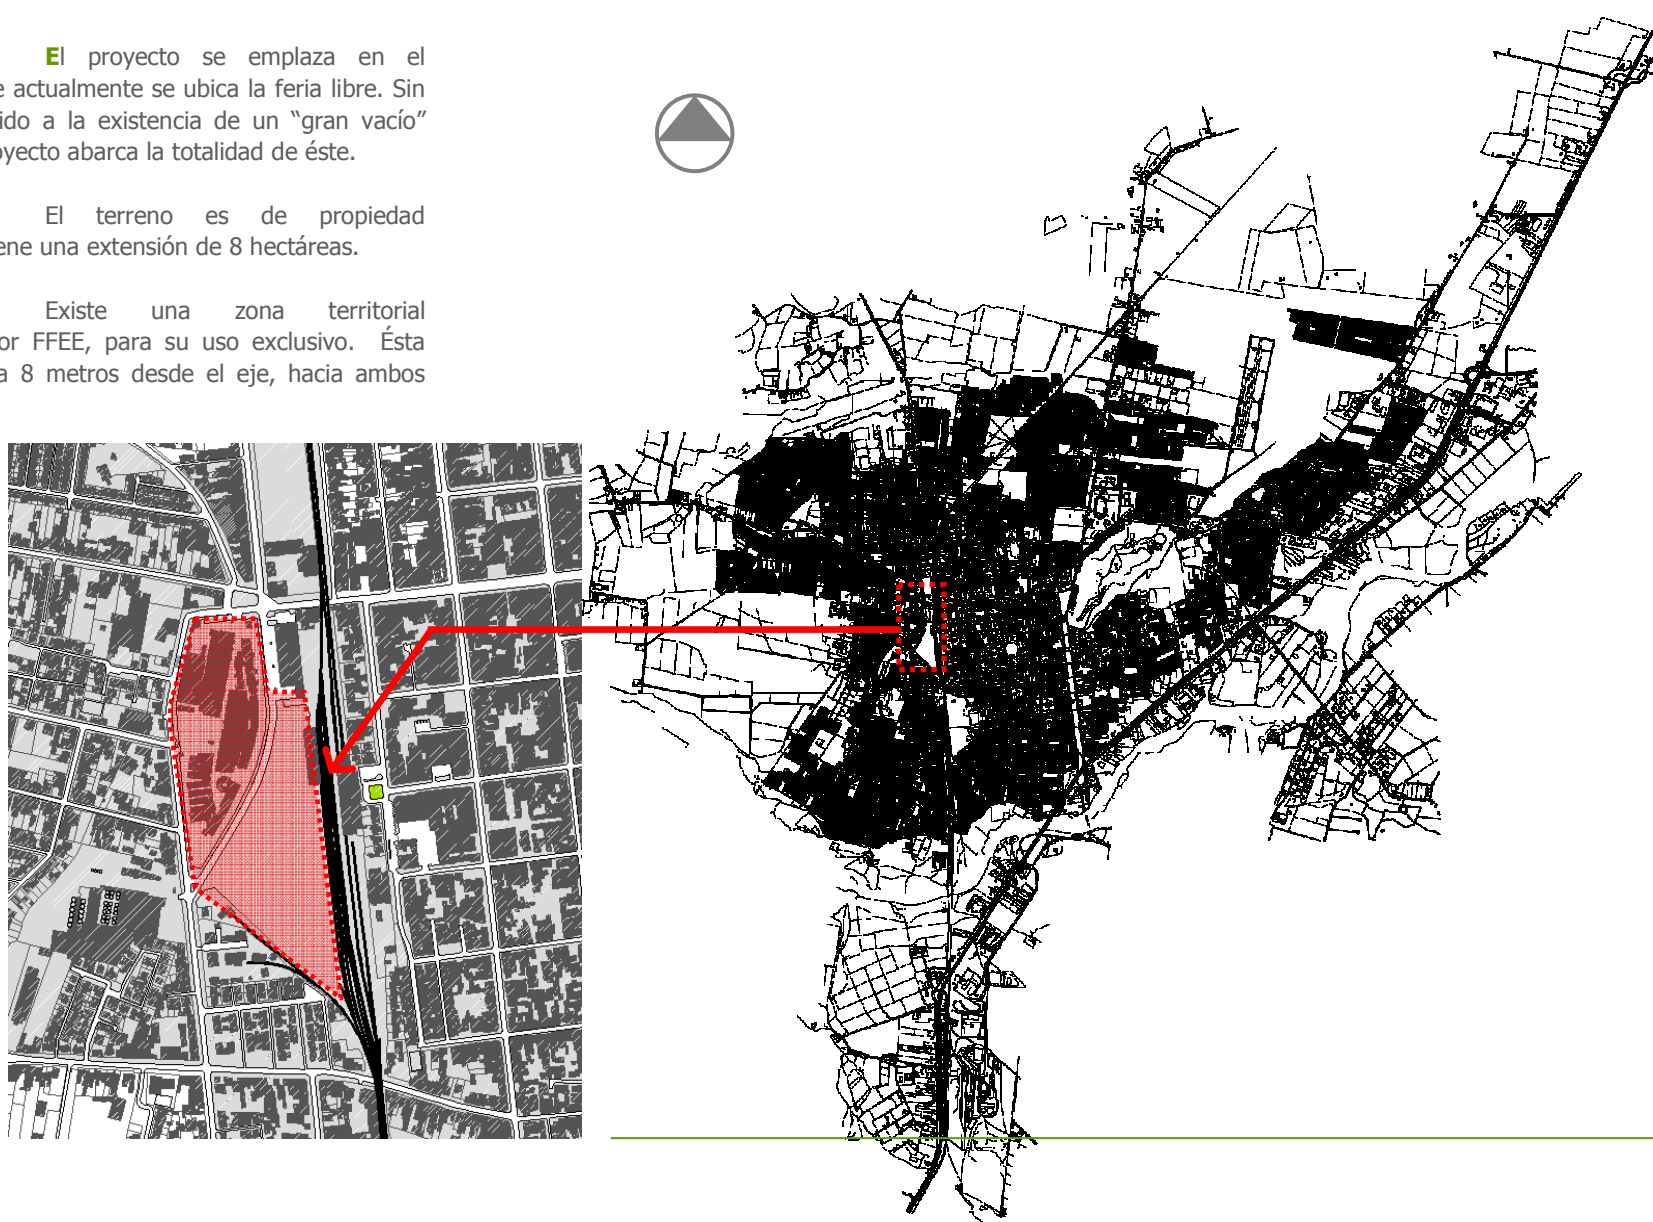 El proyecto se emplaza en el
e actualmente se ubica la feria libre. Sin
ido a la existencia de un “gran vacío”
oyecto abarca la totalidad de éste.
El terreno es de propiedad
ene una extensión de 8 hectáreas.
Existe una zona territorial
or FFEE, para su uso exclusivo. Ésta
a 8 metros desde el eje, hacia ambos